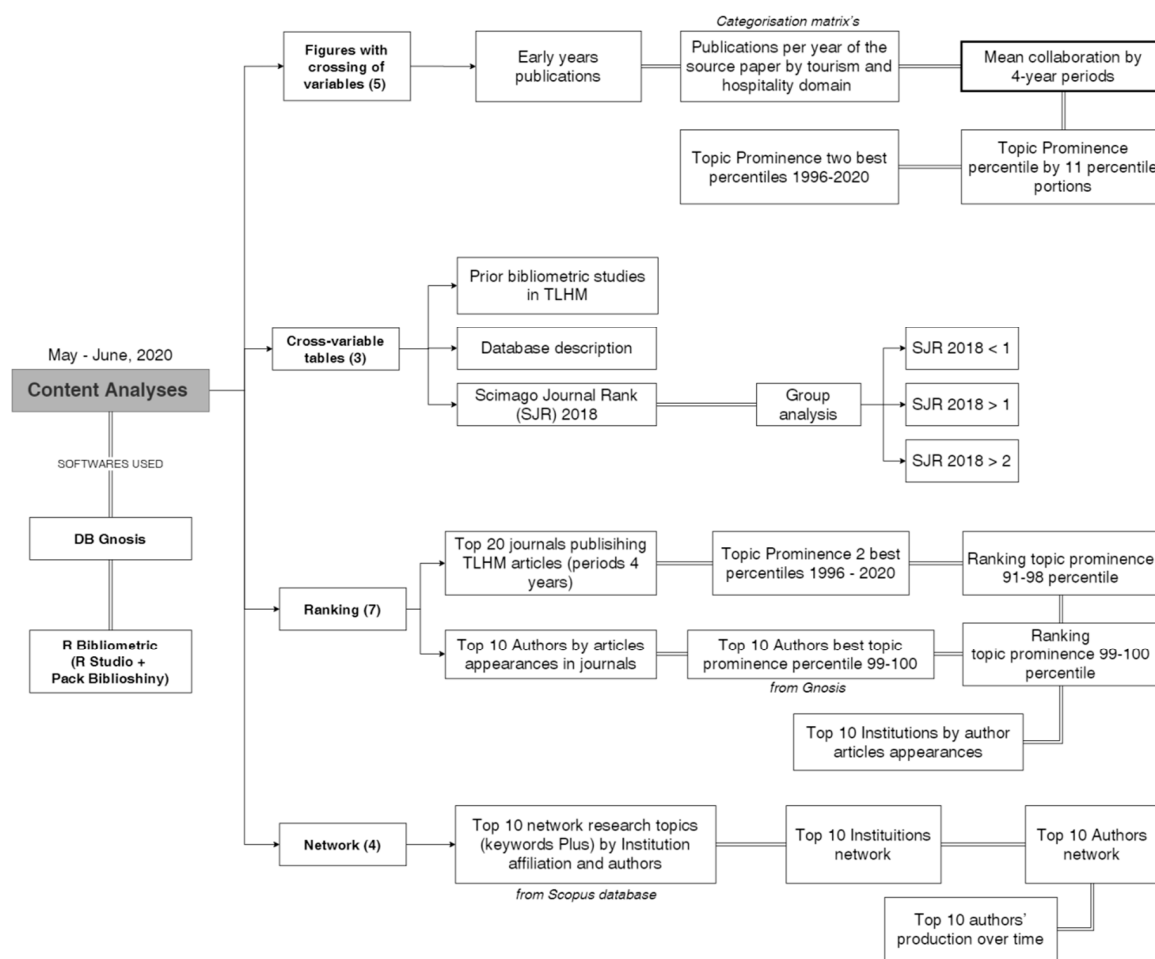 Categorisation matrix's
Figures with
crossing of
variables (5)
Early years
publications
Publications per year of the
source paper by tourism and
hospitality domain
Mean collaboration by
4-year periods
Topic Prominence two best
percentiles 1996-2020
Topic Prominence
percentile by 11 percentile
portions
May - June, 2020
Content Analyses
SOFTWARES USED
DB Gnosis
R Bibliometric
(R Studio +
Pack Biblioshiny)
Cross-variable
tables (3)
Prior bibliometric studies
in TLHM
Database description
Scimago Journal Rank
(SJR) 2018
Group
analysis
SJR 2018 < 1
SJR 2018 > 1
SJR 2018 > 2
Ranking (7)
Top 20 journals publisihing
TLHM articles (periods 4
years)
Topic Prominence 2 best
percentiles 1996 - 2020
Ranking topic prominence
91-98 percentile
Top 10 Authors by articles
appearances in journals
Top 10 Authors best topic
prominence percentile 99-100
from Gnosis
Ranking
topic prominence 99-100
percentile
Top 10 Institutions by author
articles appearances
Network (4)
Top 10 network research topics
(keywords Plus) by Institution
affiliation and authors
from Scopus database
Top 10 Instituitions
network
Top 10 Authors
network
Top 10 authors'
production over time